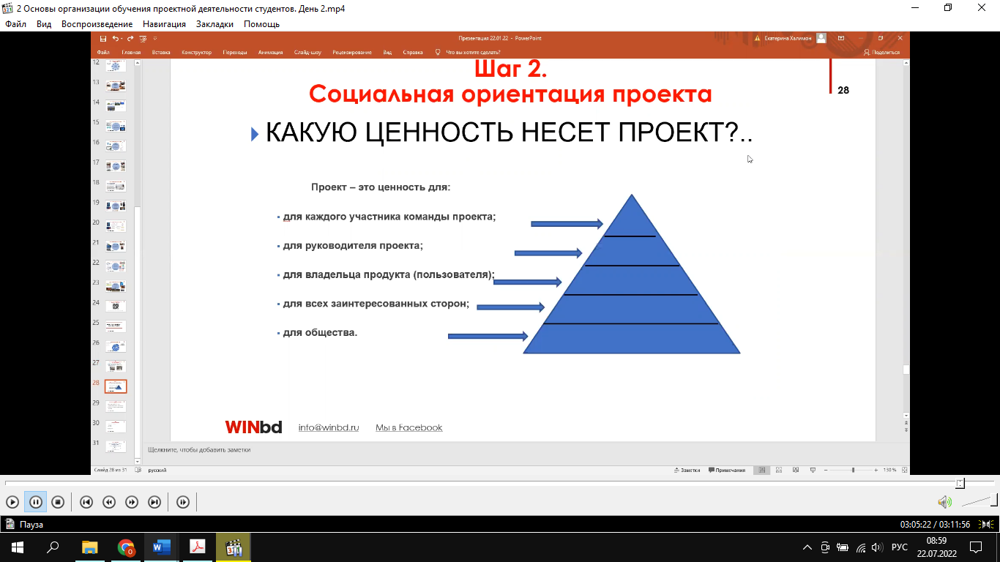 2 Основы организации обучения проектной деятельности студентов. День 2.mp4
Файл Вид Воспроизведение Навигация Закладки Помощь
Презентация 22.01.22 - PowerPoint
Екатерина Халимон
Файл Главная Вставка Конструктор Переходы Анимация Слайд-шоу Рецензирование Вид Справка Что вы хотите сделать? Поделиться
12
13
14
15
16
17
18
19
20
21
22
23
24
25
26
27
28
29
30
31
Шаг 2.
Социальная ориентация проекта
28
КАКУЮ ЦЕННОСТЬ НЕСЕТ ПРОЕКТ?..
Проект – это ценность для:
для каждого участника команды проекта;
для руководителя проекта;
для владельца продукта (пользователя);
для всех заинтересованных сторон;
для общества.
WINbd info@winbd.ru Мы в Facebook
Щелкните, чтобы добавить заметки
Слайд 28 из 31 русский Заметки Примечания 130 %
Пауза 03:05:22 / 03:11:56
РУС 08:59
22.07.2022